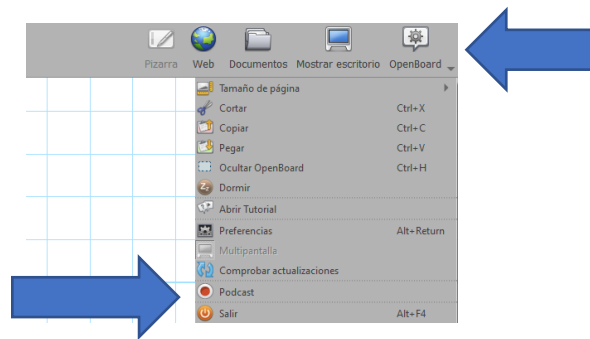 Pizarra Web Documentos Mostrar escritorio OpenBoard
Tamaño de página
Cortar Ctrl+X
Copiar Ctrl+C
Pegar Ctrl+V
Ocultar OpenBoard Ctrl+H
Dormir
Abrir Tutorial
Preferencias Alt+Return
Multipantalla
Comprobar actualizaciones
Podcast
Salir Alt+F4